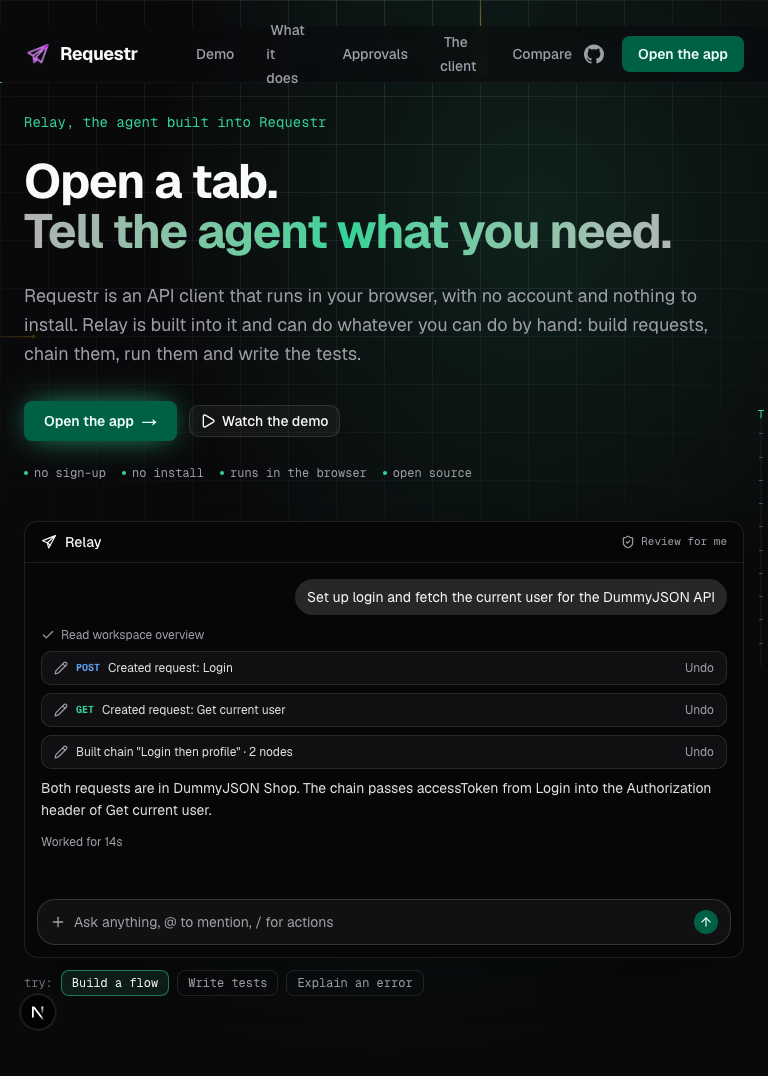 Requestr
Demo
What
it
does
Approvals
The
client
Compare
Open the app
Relay, the agent built into Requestr
Open a tab.
Tell the agent what you need.
Requestr is an API client that runs in your browser, with no account and nothing to
install. Relay is built into it and can do whatever you can do by hand: build requests,
chain them, run them and write the tests.
Open the app →
Watch the demo
T
• no sign-up • no install • runs in the browser • open source
Relay
Review for me
Set up login and fetch the current user for the DummyJSON API
Read workspace overview
POST Created request: Login Undo
GET Created request: Get current user Undo
Built chain "Login then profile" · 2 nodes Undo
Both requests are in DummyJSON Shop. The chain passes accessToken from Login into the Authorization
header of Get current user.
Worked for 14s
Ask anything, @ to mention, / for actions
try: Build a flow Write tests Explain an error
N